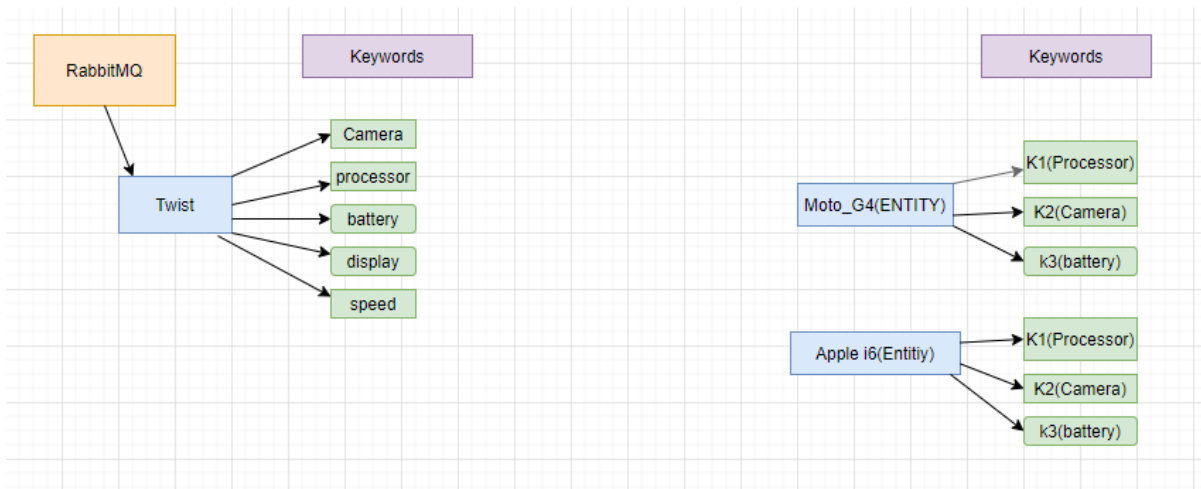 RabbitMQ
Keywords
Twist
Camera
processor
battery
display
speed
Keywords
Moto_G4(ENTITY)
K1(Processor)
K2(Camera)
k3(battery)
Apple i6(Entitiy)
K1(Processor)
K2(Camera)
k3(battery)